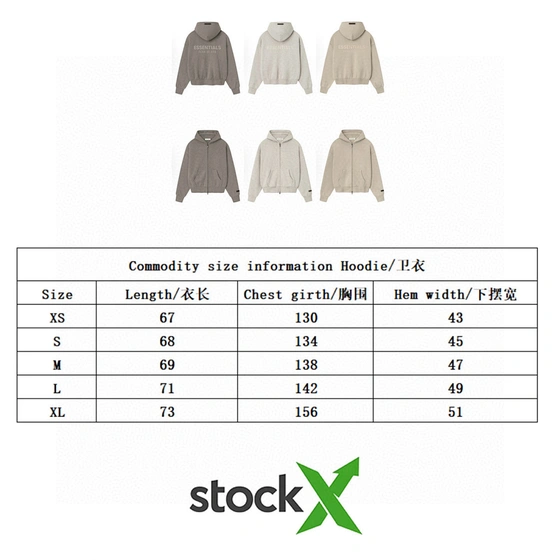 ESSENTIALS ESSENTIALS ESSENTIALS
Commodity size information Hoodie/卫衣
Size Length/衣长 Chest girth/胸围 Hem width/下摆宽
XS 67 130 43
S 68 134 45
M 69 138 47
L 71 142 49
XL 73 156 51
stockX